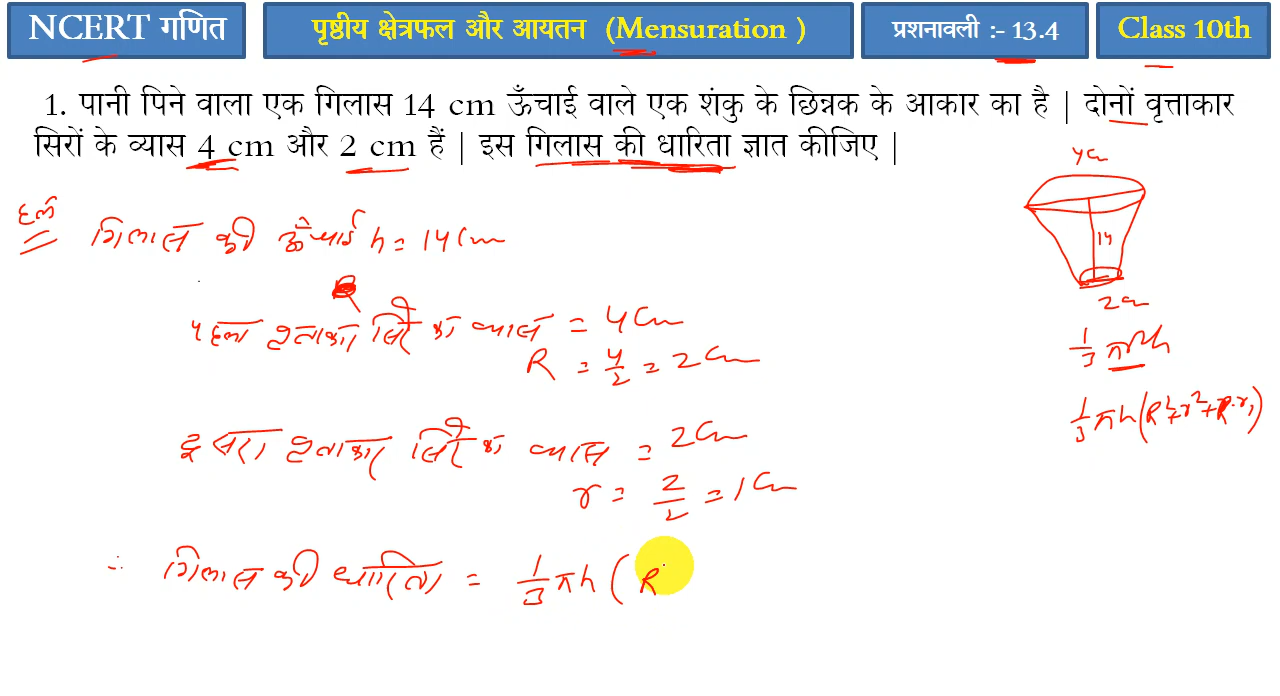 NCERT गणित
पृष्ठीय क्षेत्रफल और आयतन (Mensuration )
प्रशनावली :- 13.4
Class 10th
1. पानी पिने वाला एक गिलास 14 cm ऊँचाई वाले एक शंकु के छिन्नक के आकार का है | दोनों वृत्ताकार
सिरों के व्यास 4 cm और 2 cm हैं | इस गिलास की धारिता ज्ञात कीजिए |
4cm
14
2cm
हल
गिलास की ऊँचाई h = 14 cm
R
पहला वृताकार सिरे का व्यास = 4 cm
R = 4/2 = 2 cm
1/3 πr²h
1/3 πh(R²+r²+R.r)
दुसरा वृताकार सिरे का व्यास = 2 cm
r = 2/2 = 1 cm
∴ गिलास की धारिता = 1/3 πh ( R